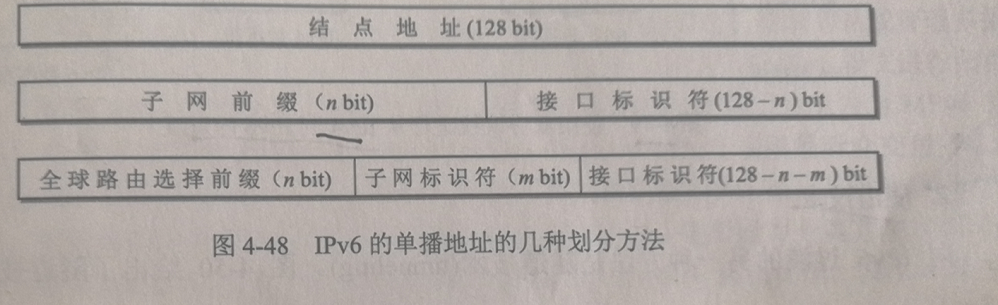 结点地址(128 bit)
子网前缀(n bit) 接口标识符(128-n)bit
全球路由选择前缀(n bit) 子网标识符(m bit) 接口标识符(128-n-m)bit
图 4-48 IPv6 的单播地址的几种划分方法